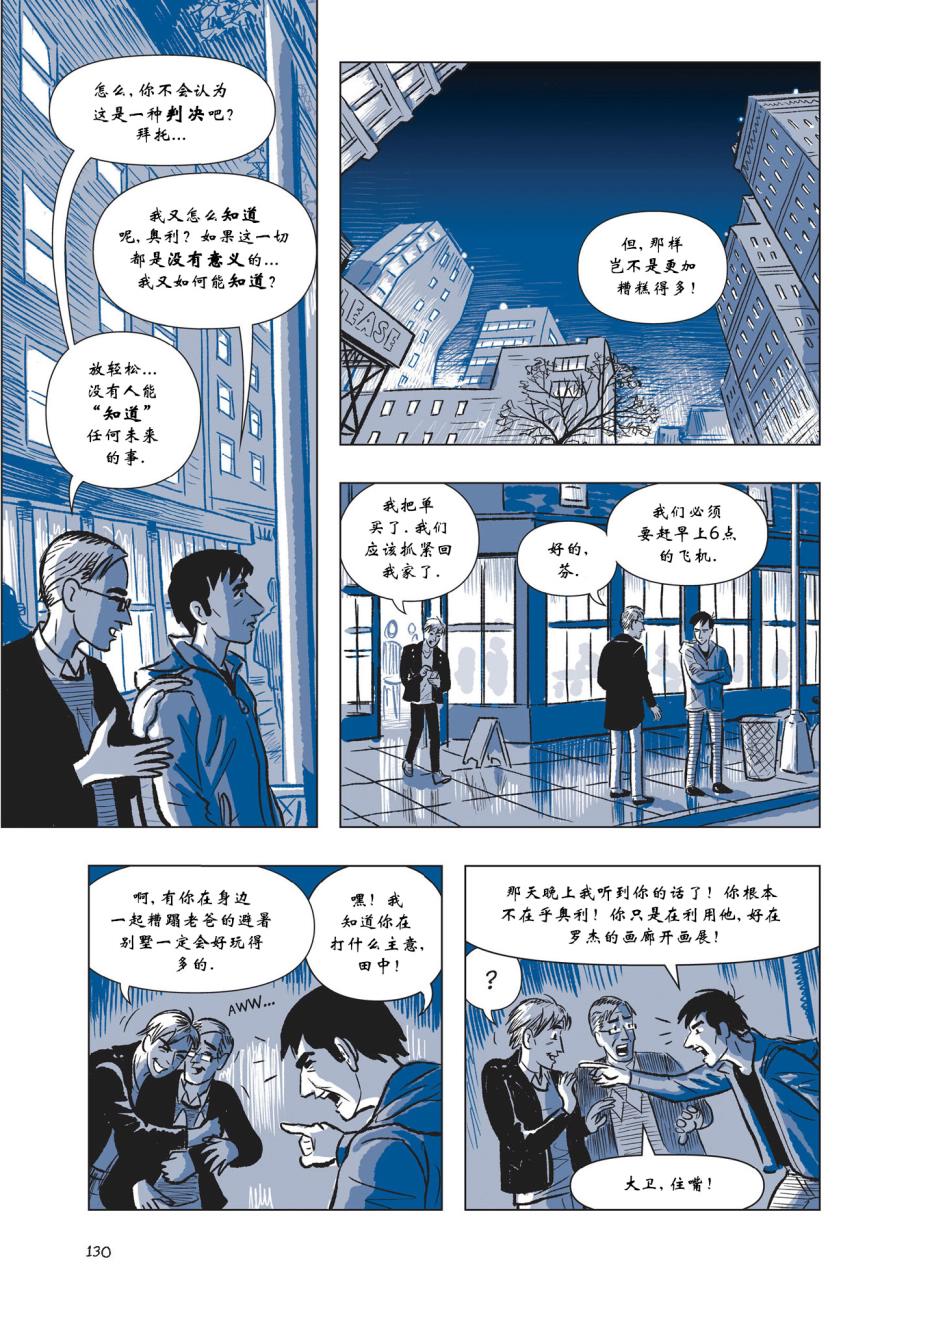 怎么，你不会认为
这是一种判决吧？
拜托…
我又怎么知道
呢，奥利？如果这一切
都是没有意义的…
我又如何能知道？
放轻松…
没有人能
“知道”
任何未来
的事.
但，那样
岂不是更加
糟糕得多！
LEASE
我把单
买了.我们
应该抓紧回
我家了.
好的，
芬.
我们必须
要赶早上6点
的飞机.
啊，有你在身边
一起糟蹋老爸的避暑
别墅一定会好玩得
多的.
AWW...
嘿！我
知道你在
打什么主意，
田中！
那天晚上我听到你的话了！你根本
不在乎奥利！你只是在利用他，好在
罗杰的画廊开画展！
?
大卫，住嘴！
130